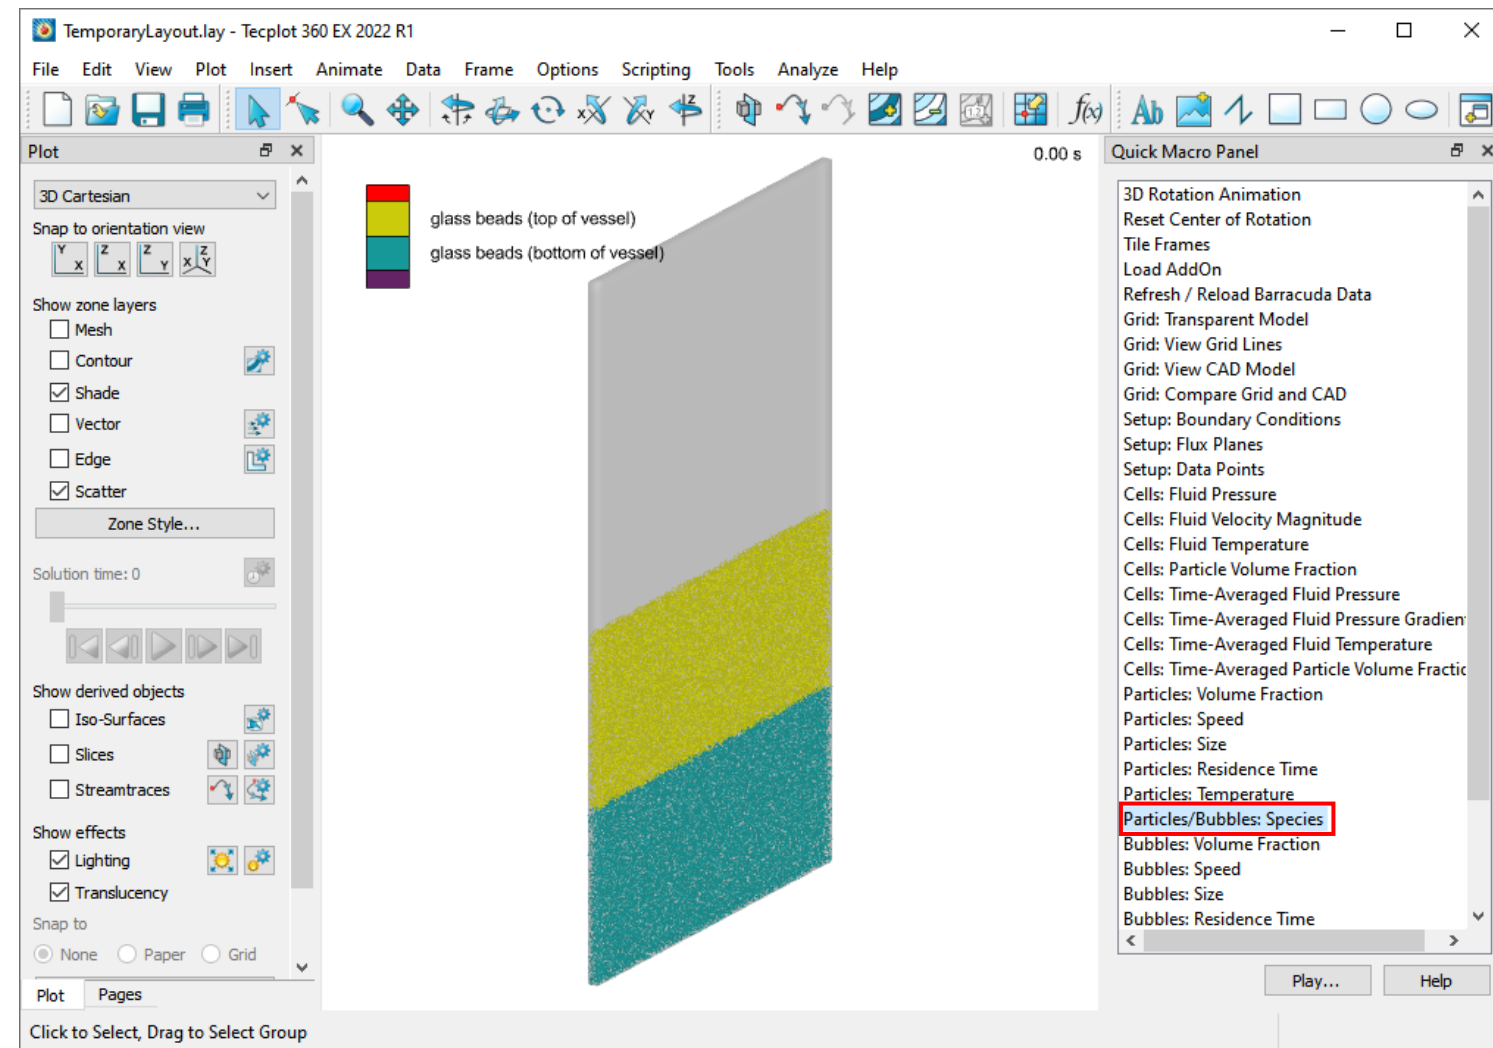 TemporaryLayout.lay - Tecplot 360 EX 2022 R1
File Edit View Plot Insert Animate Data Frame Options Scripting Tools Analyze Help
f(x) Ab
Plot
3D Cartesian
Snap to orientation view
Y X Z X Z Y Z X Y
Show zone layers
Mesh
Contour
Shade
Vector
Edge
Scatter
Zone Style...
Solution time: 0
Show derived objects
Iso-Surfaces
Slices
Streamtraces
Show effects
Lighting
Translucency
Snap to
None Paper Grid
Plot Pages
Click to Select, Drag to Select Group
0.00 s
glass beads (top of vessel)
glass beads (bottom of vessel)
Quick Macro Panel
3D Rotation Animation
Reset Center of Rotation
Tile Frames
Load AddOn
Refresh / Reload Barracuda Data
Grid: Transparent Model
Grid: View Grid Lines
Grid: View CAD Model
Grid: Compare Grid and CAD
Setup: Boundary Conditions
Setup: Flux Planes
Setup: Data Points
Cells: Fluid Pressure
Cells: Fluid Velocity Magnitude
Cells: Fluid Temperature
Cells: Particle Volume Fraction
Cells: Time-Averaged Fluid Pressure
Cells: Time-Averaged Fluid Pressure Gradien
Cells: Time-Averaged Fluid Temperature
Cells: Time-Averaged Particle Volume Fractic
Particles: Volume Fraction
Particles: Speed
Particles: Size
Particles: Residence Time
Particles: Temperature
Particles/Bubbles: Species
Bubbles: Volume Fraction
Bubbles: Speed
Bubbles: Size
Bubbles: Residence Time
Play... Help